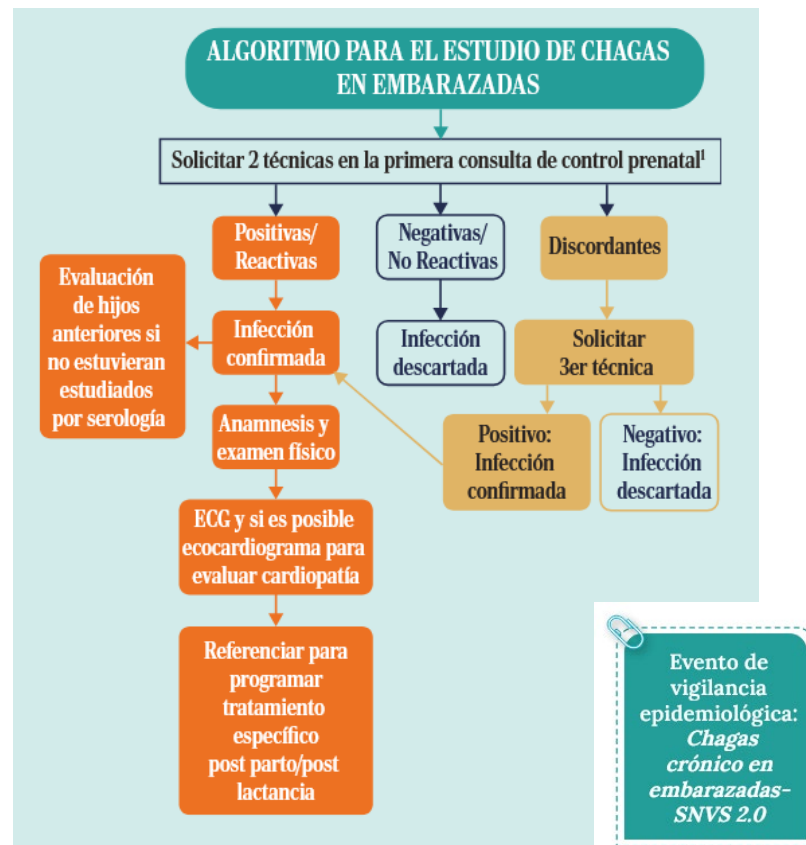 ALGORITMO PARA EL ESTUDIO DE CHAGAS
EN EMBARAZADAS
Solicitar 2 técnicas en la primera consulta de control prenatal¹
Positivas/
Reactivas
Negativas/
No Reactivas
Discordantes
Evaluación
de hijos
anteriores si
no estuvieran
estudiados
por serología
Infección
confirmada
Infección
descartada
Solicitar
3er técnica
Anamnesis y
examen físico
Positivo:
Infección
confirmada
Negativo:
Infección
descartada
ECG y si es posible
ecocardiograma para
evaluar cardiopatía
Referenciar para
programar
tratamiento
específico
post parto/post
lactancia
Evento de
vigilancia
epidemiológica:
Chagas
crónico en
embarazadas-
SNVS 2.0